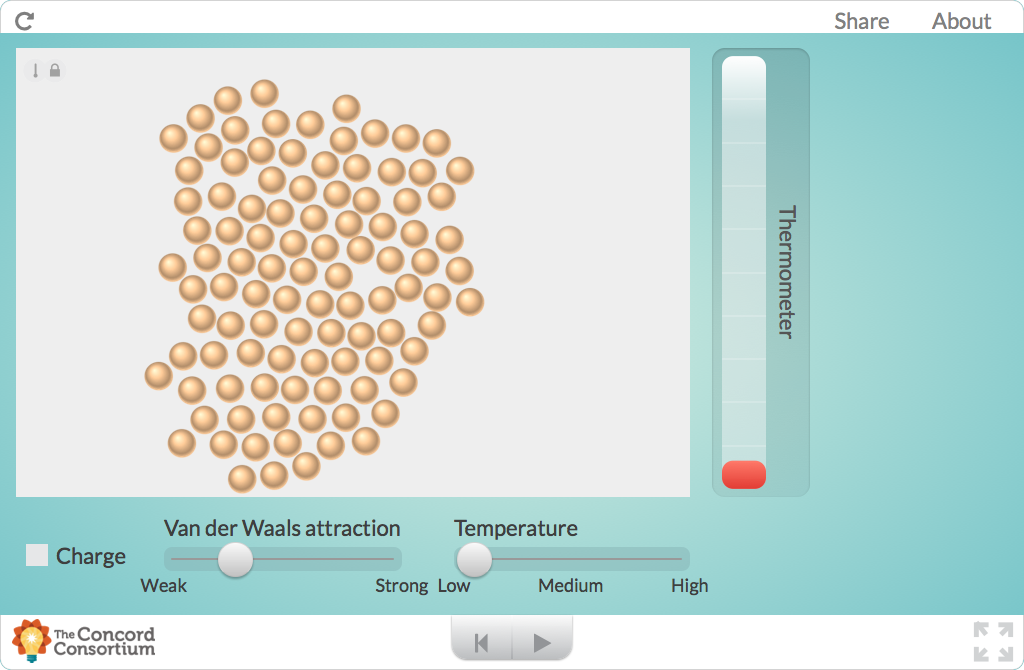 Share About
Thermometer
Van der Waals attraction Temperature
Charge
Weak Strong Low Medium High
The Concord
Consortium